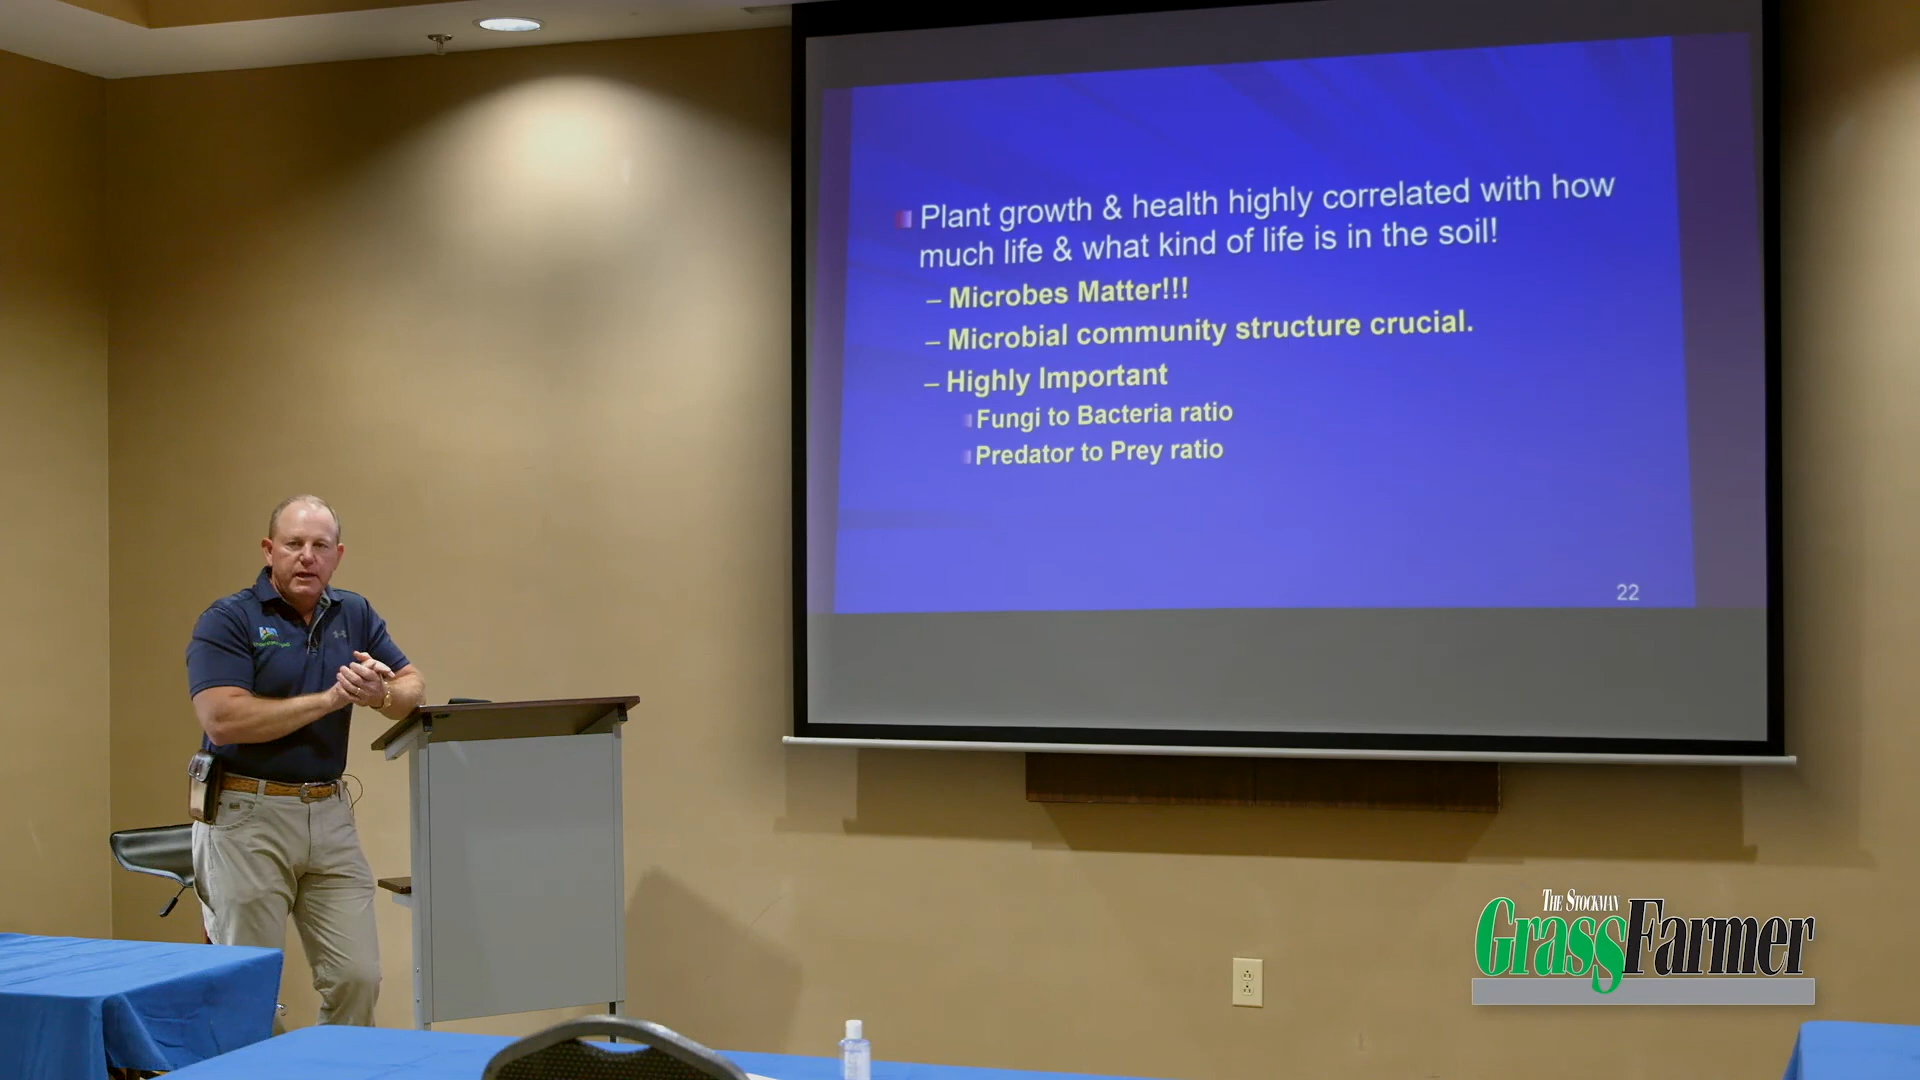 Plant growth & health highly correlated with how
much life & what kind of life is in the soil!
– Microbes Matter!!!
– Microbial community structure crucial.
– Highly Important
Fungi to Bacteria ratio
Predator to Prey ratio
22
THE STOCKMAN
GrassFarmer